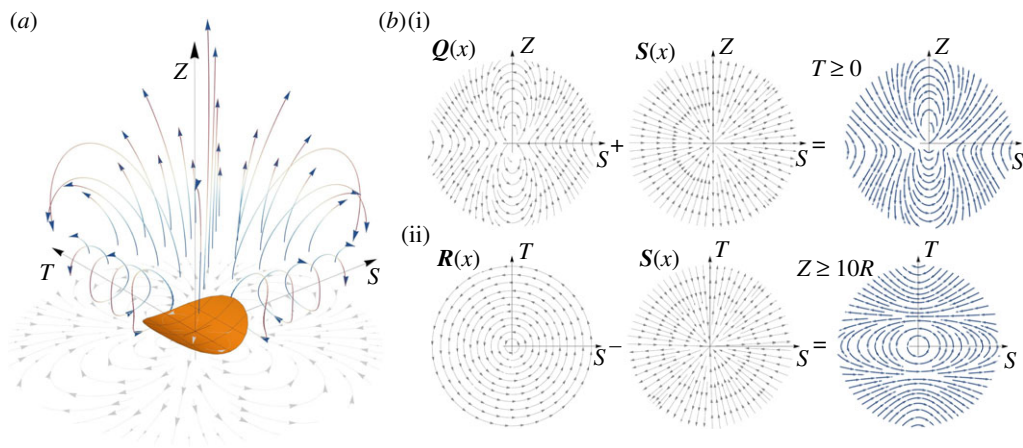 (a)
Z
T
S
(b)(i)
Q(x)
Z
S
+
S(x)
Z
S
=
T ≥ 0
Z
S
(ii)
R(x)
T
S
−
S(x)
T
S
=
Z ≥ 10R
T
S